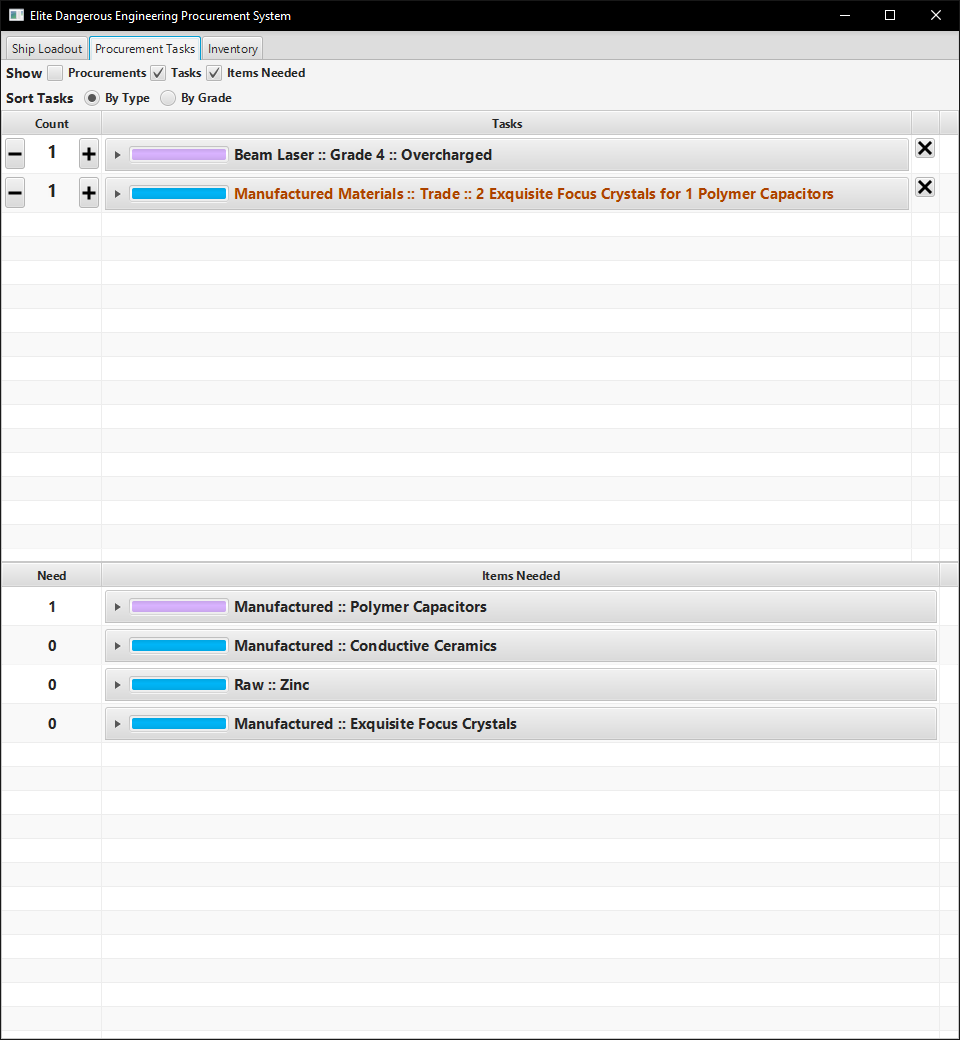 Elite Dangerous Engineering Procurement System
Ship Loadout Procurement Tasks Inventory
Show Procurements Tasks Items Needed
Sort Tasks By Type By Grade
Count Tasks
1 Beam Laser :: Grade 4 :: Overcharged
1 Manufactured Materials :: Trade :: 2 Exquisite Focus Crystals for 1 Polymer Capacitors
Need Items Needed
1 Manufactured :: Polymer Capacitors
0 Manufactured :: Conductive Ceramics
0 Raw :: Zinc
0 Manufactured :: Exquisite Focus Crystals